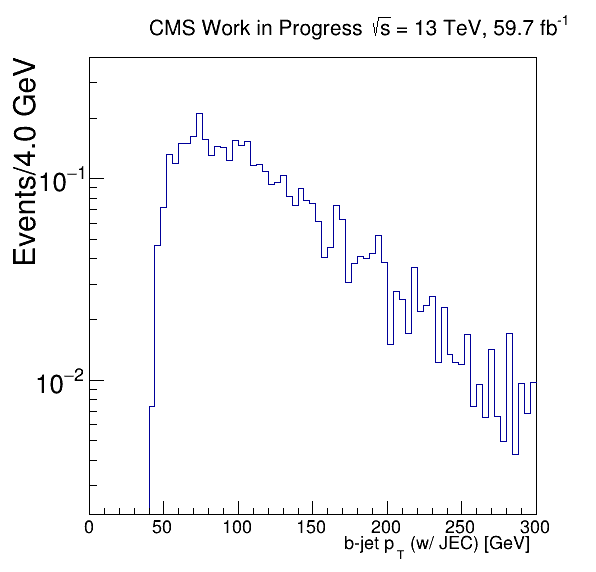 CMS Work in Progress √s = 13 TeV, 59.7 fb⁻¹
Events/4.0 GeV
10⁻¹
10⁻²
0 50 100 150 200 250 300
b-jet p_T (w/ JEC) [GeV]